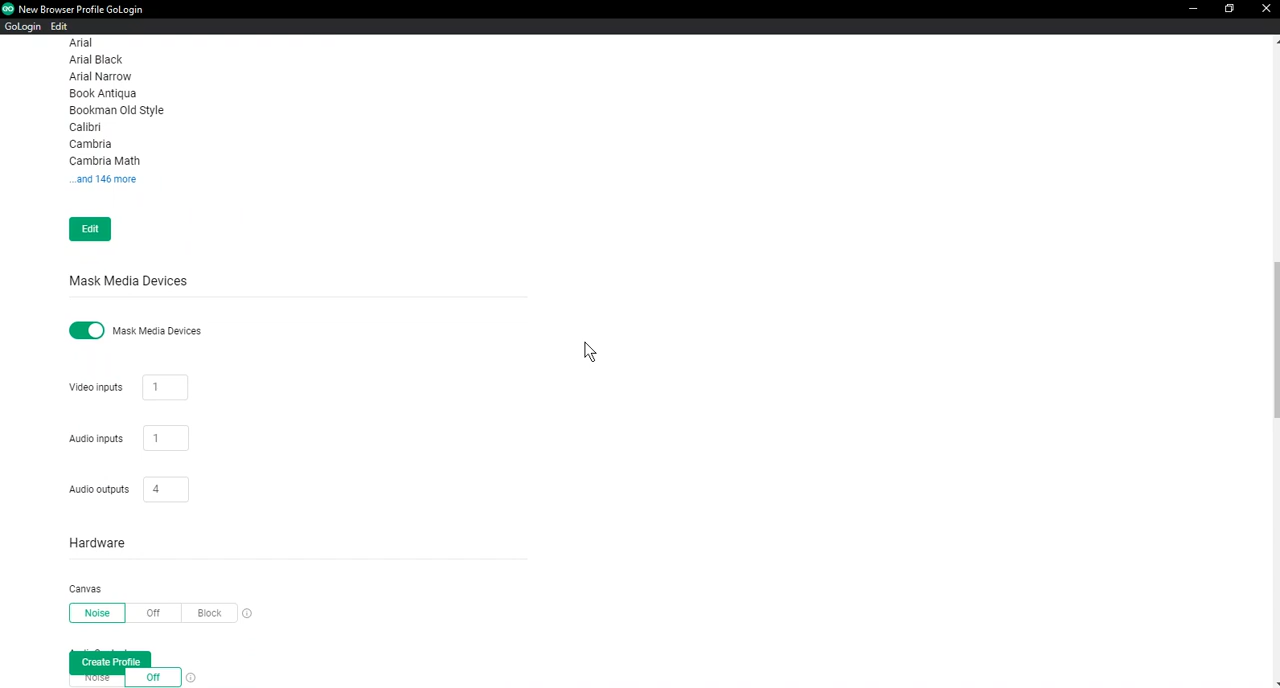 New Browser Profile GoLogin
GoLogin Edit
Arial
Arial Black
Arial Narrow
Book Antiqua
Bookman Old Style
Calibri
Cambria
Cambria Math
...and 146 more
Edit
Mask Media Devices
Mask Media Devices
Video inputs 1
Audio inputs 1
Audio outputs 4
Hardware
Canvas
Noise Off Block
Create Profile
Noise Off